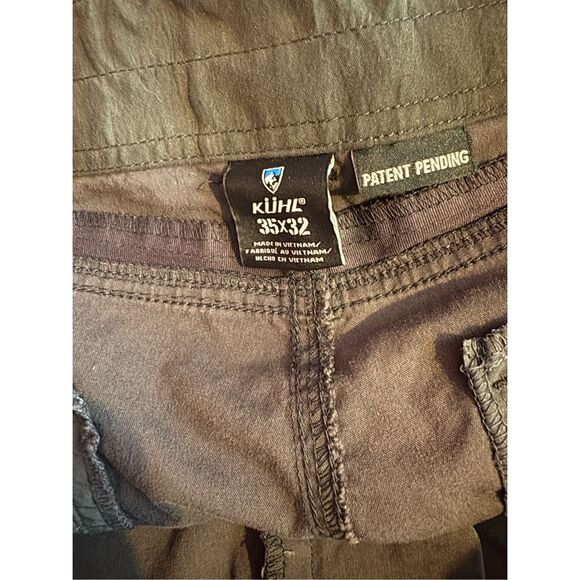 KÜHL®
35x32
MADE IN VIETNAM/
FABRIQUÉ AU VIETNAM/
HECHO EN VIETNAM
PATENT PENDING